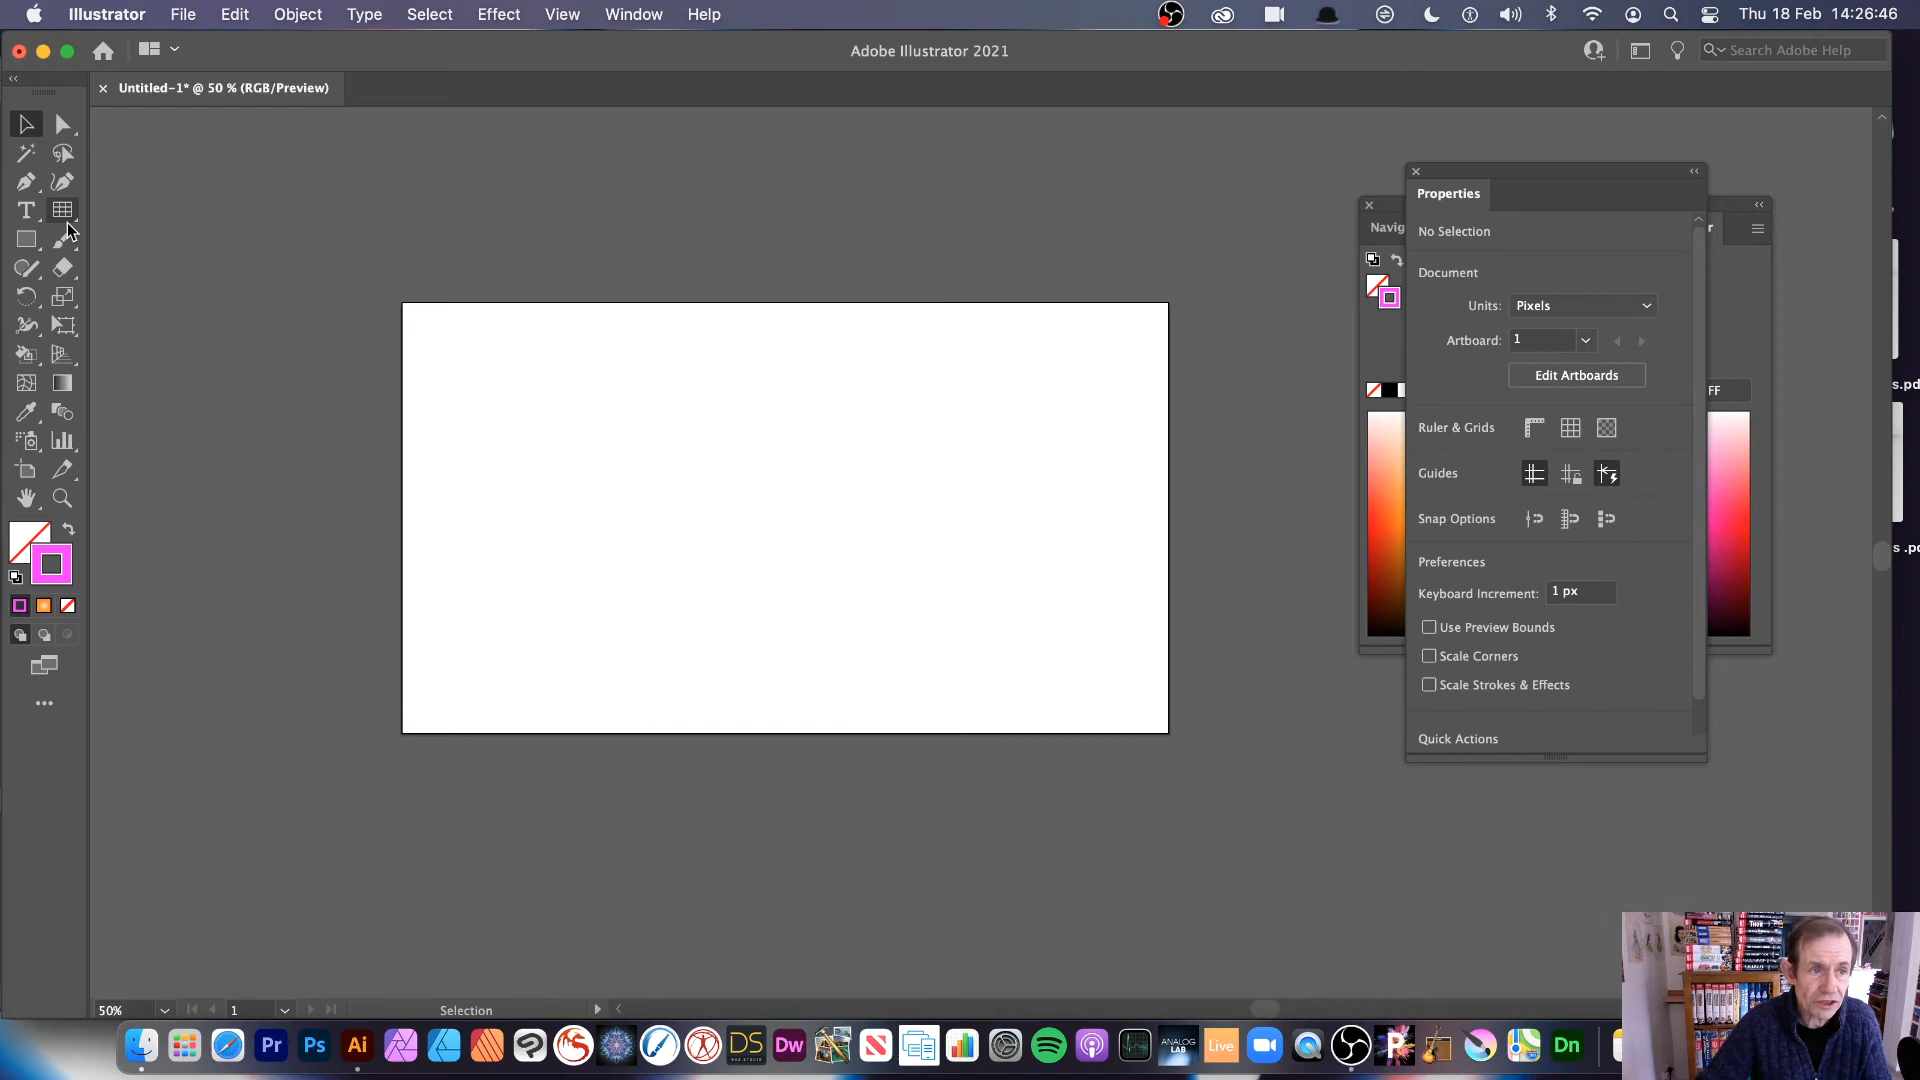 Illustrator File Edit Object Type Select Effect View Window Help Thu 18 Feb 14:26:46
Adobe Illustrator 2021
Search Adobe Help
Untitled-1* @ 50 % (RGB/Preview)
T
Properties
Navig
r
No Selection
Document
Units: Pixels
Artboard: 1
Edit Artboards
FF
s.pd
Ruler & Grids
Guides
Snap Options
s .pd
Preferences
Keyboard Increment: 1 px
Use Preview Bounds
Scale Corners
Scale Strokes & Effects
Quick Actions
50% 1 Selection
Pr Ps Ai DS Dw ANALOG LAB Live P Dn